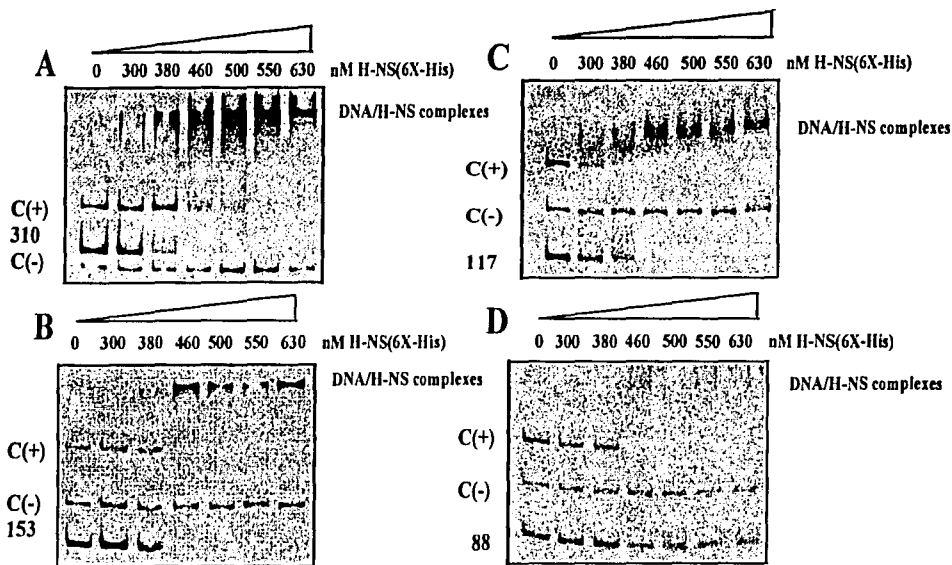 A
0 300 380 460 500 550 630 nM H-NS(6X-His)
DNA/H-NS complexes
C(+)
310
C(-)
B
0 300 380 460 500 550 630 nM H-NS(6X-His)
DNA/H-NS complexes
C(+)
C(-)
153
C
0 300 380 460 500 550 630 nM H-NS(6X-His)
DNA/H-NS complexes
C(+)
C(-)
117
D
0 300 380 460 500 550 630 nM H-NS(6X-His)
DNA/H-NS complexes
C(+)
C(-)
88